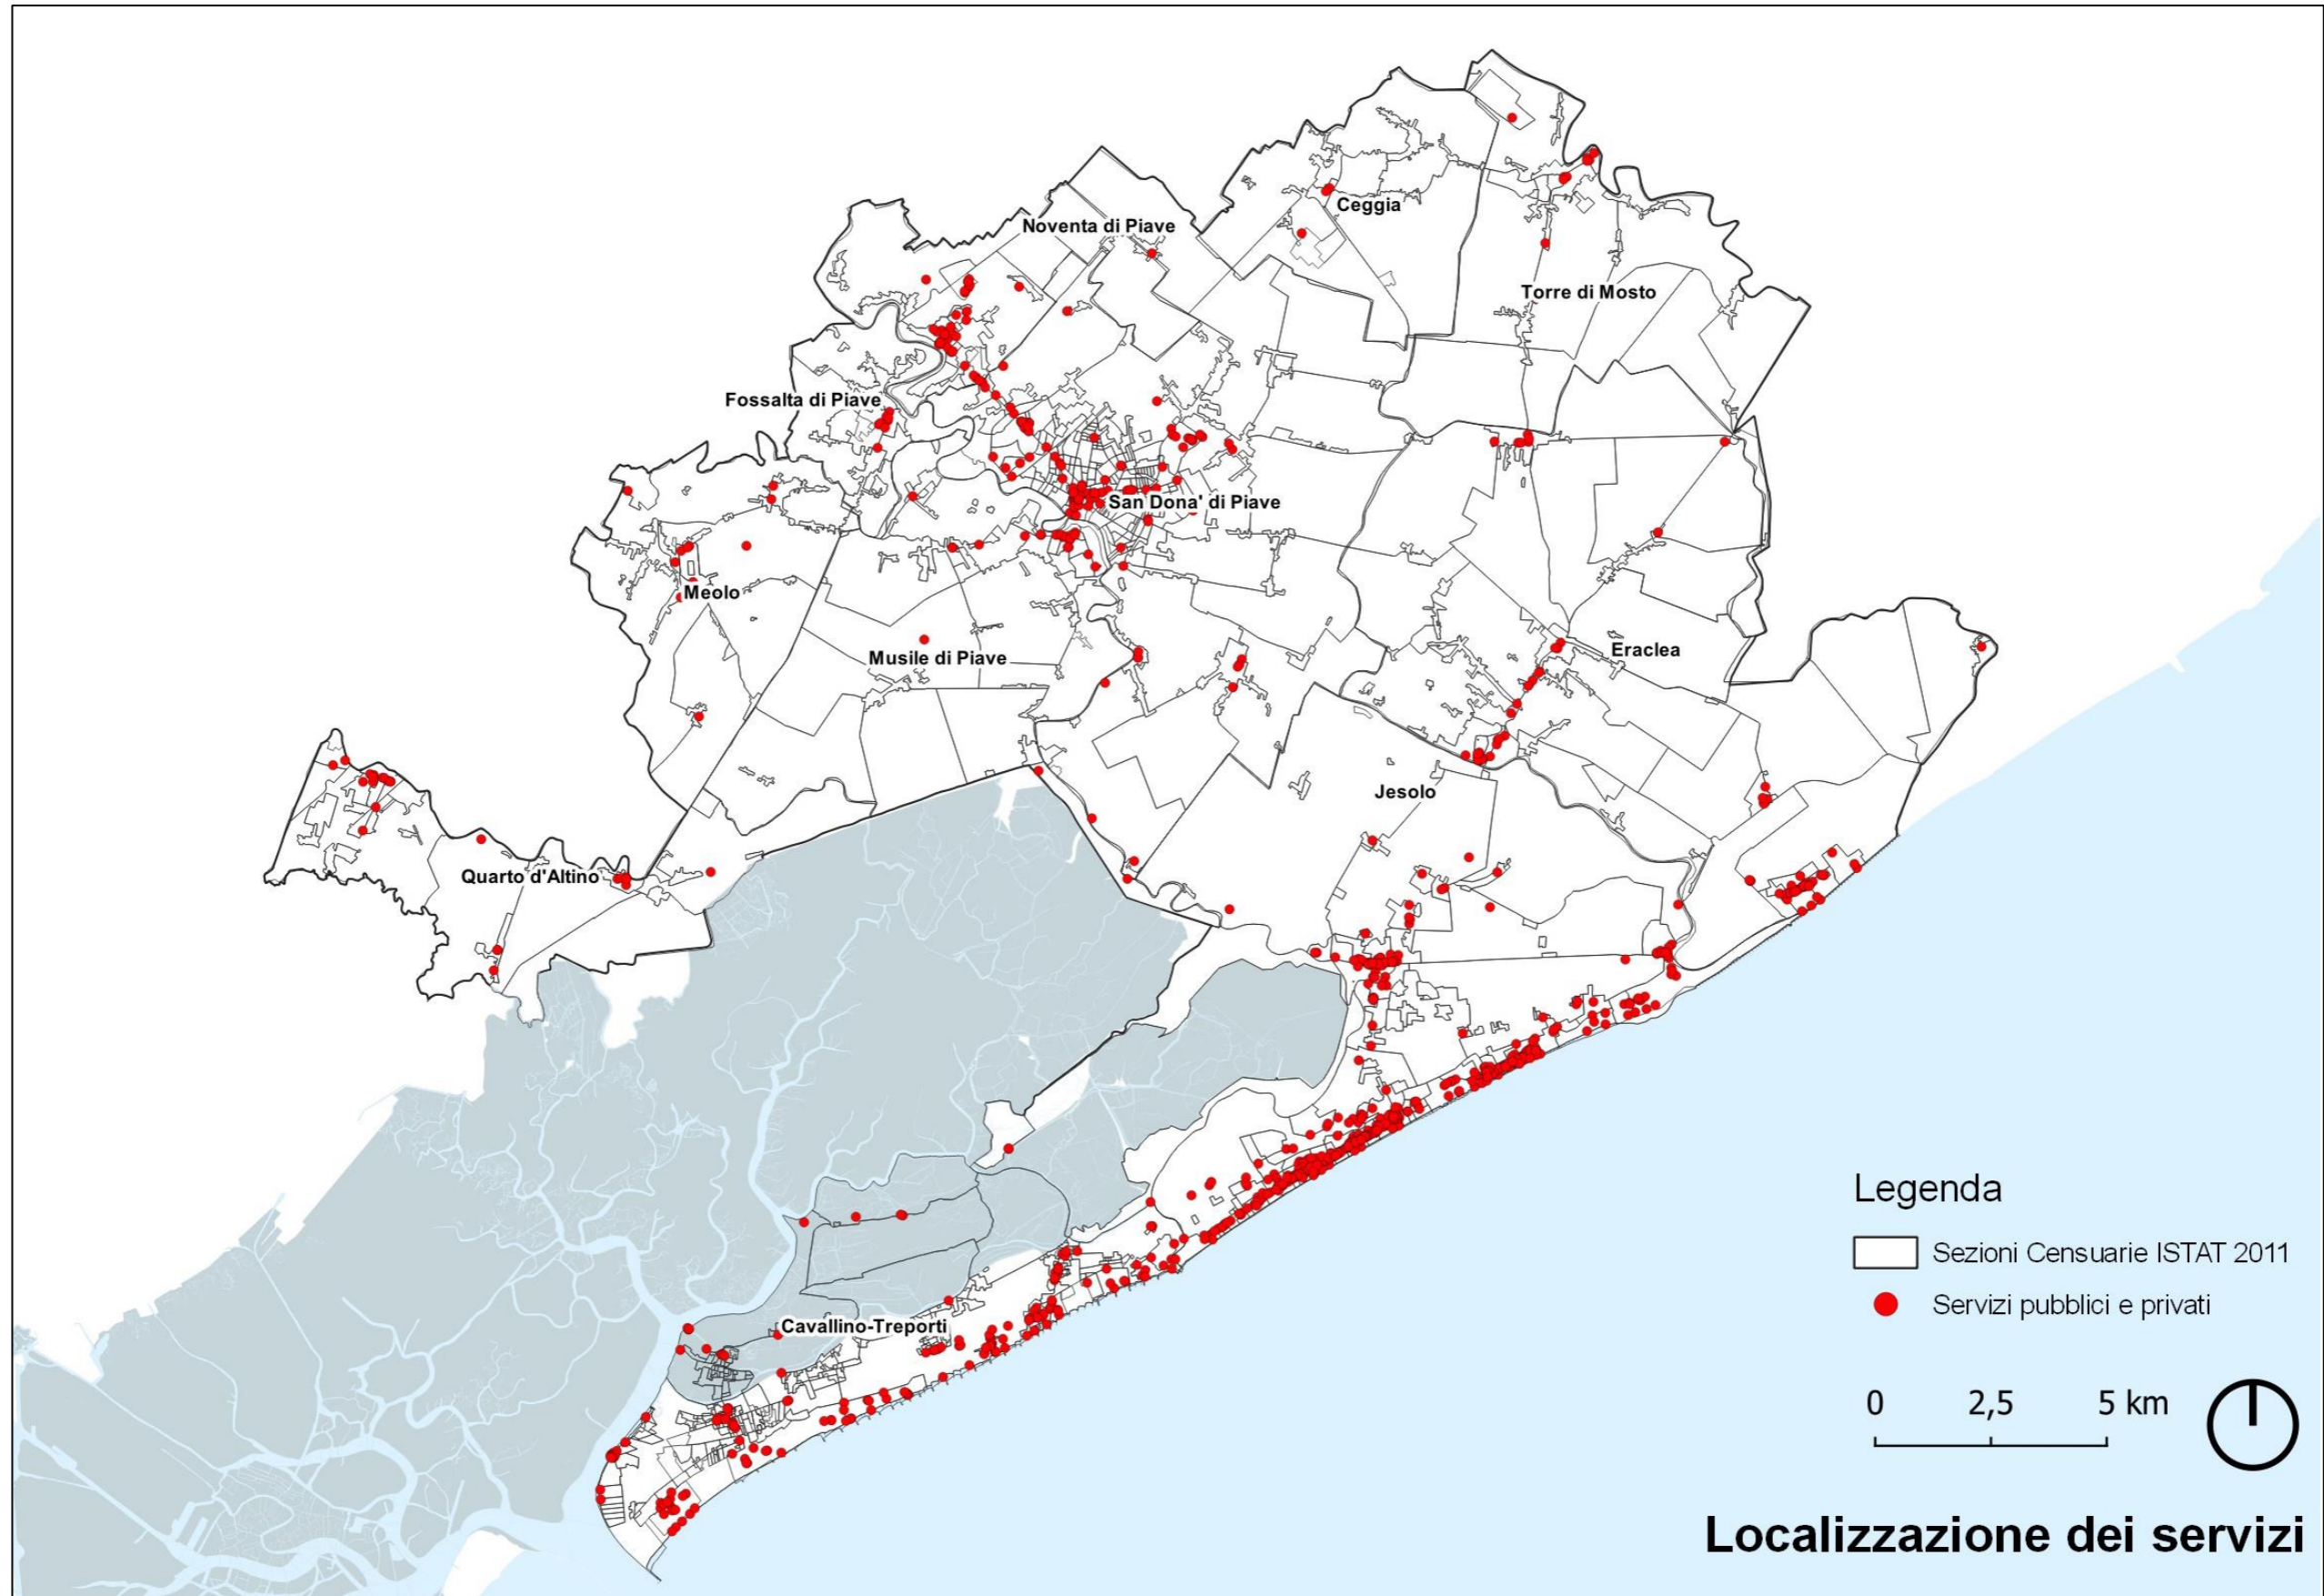 Ceggia
Noventa di Piave
Torre di Mosto
Fossalta di Piave
San Dona' di Piave
Meolo
Musile di Piave
Eraclea
Jesolo
Quarto d'Altino
Cavallino-Treporti
Legenda
Sezioni Censuarie ISTAT 2011
Servizi pubblici e privati
0 2,5 5 km
Localizzazione dei servizi